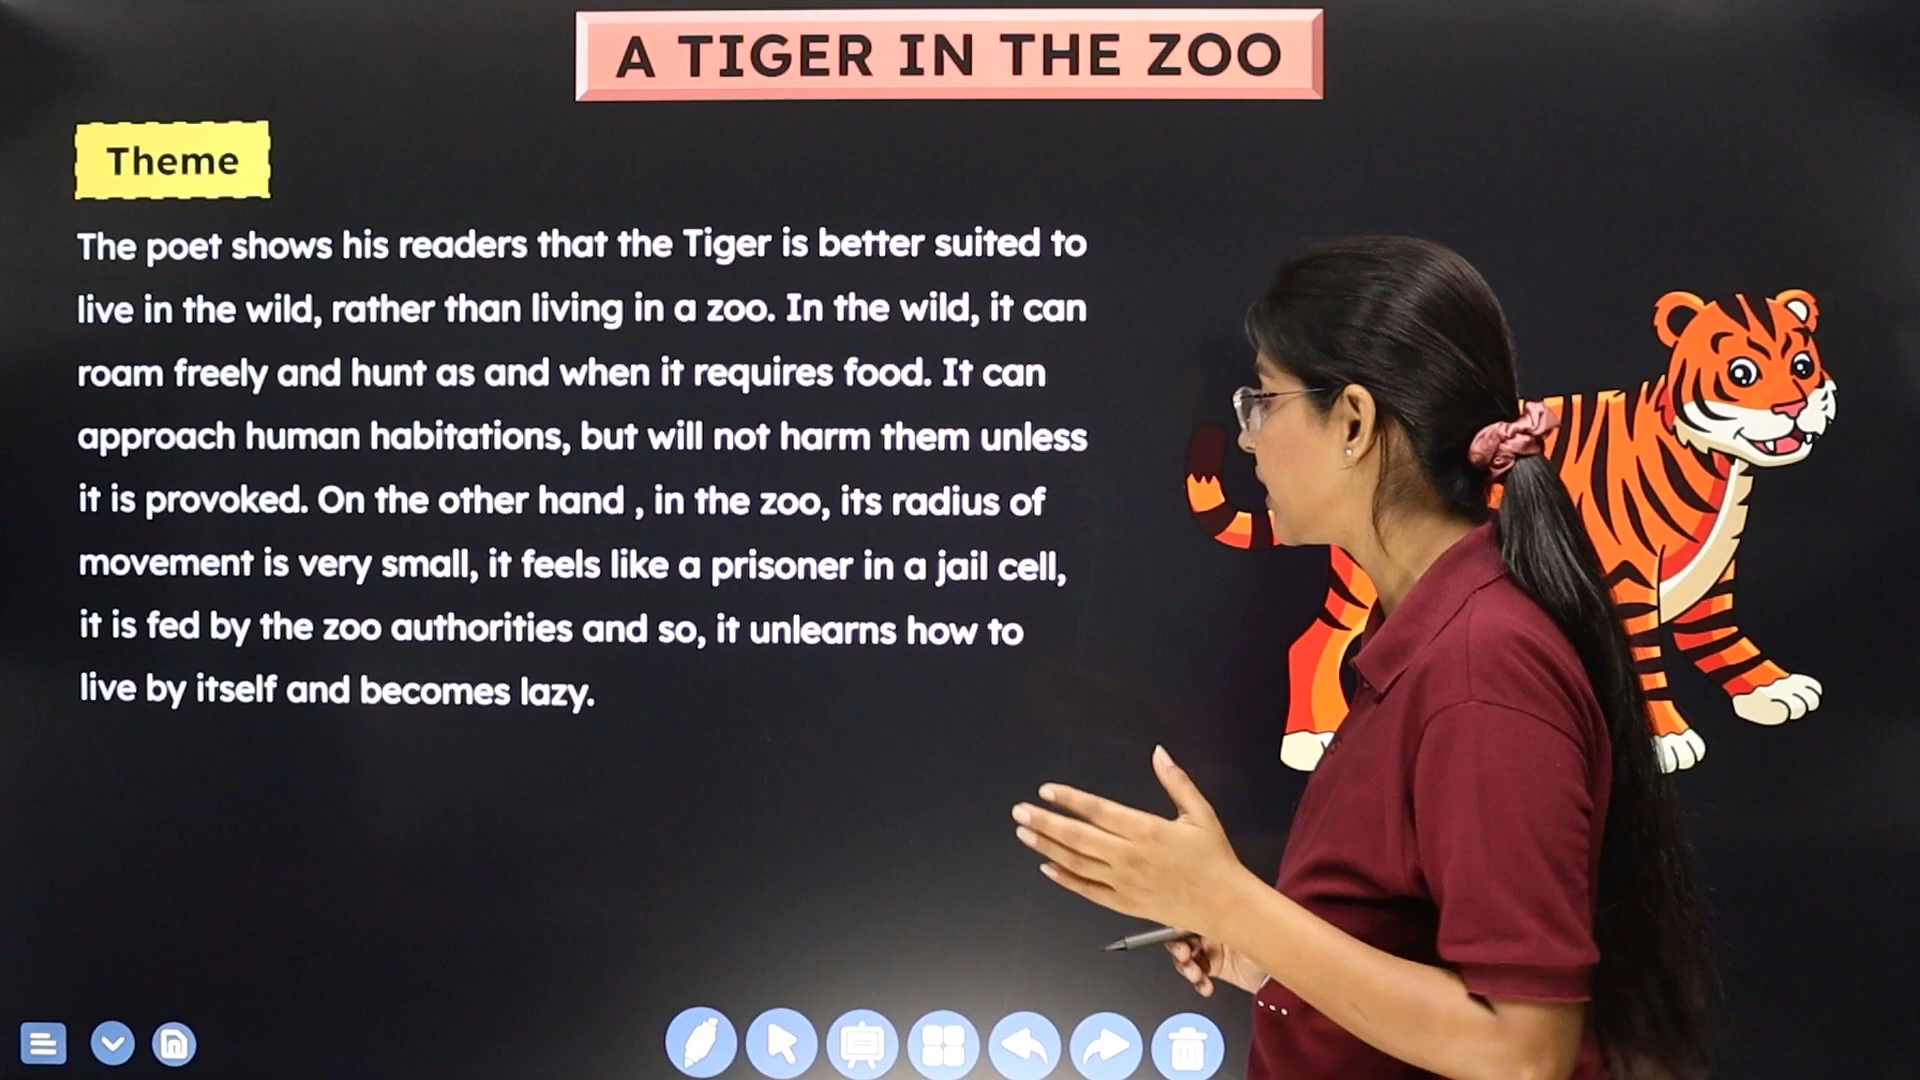 A TIGER IN THE ZOO
Theme
The poet shows his readers that the Tiger is better suited to
live in the wild, rather than living in a zoo. In the wild, it can
roam freely and hunt as and when it requires food. It can
approach human habitations, but will not harm them unless
it is provoked. On the other hand , in the zoo, its radius of
movement is very small, it feels like a prisoner in a jail cell,
it is fed by the zoo authorities and so, it unlearns how to
live by itself and becomes lazy.